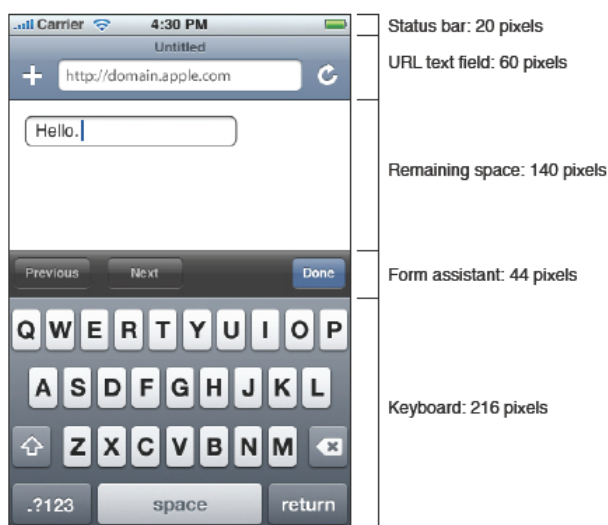 Carrier 4:30 PM
Status bar: 20 pixels
Untitled
http://domain.apple.com
URL text field: 60 pixels
Hello.
Remaining space: 140 pixels
Previous Next Done
Form assistant: 44 pixels
Q W E R T Y U I O P
A S D F G H J K L
Keyboard: 216 pixels
Z X C V B N M
.?123 space return